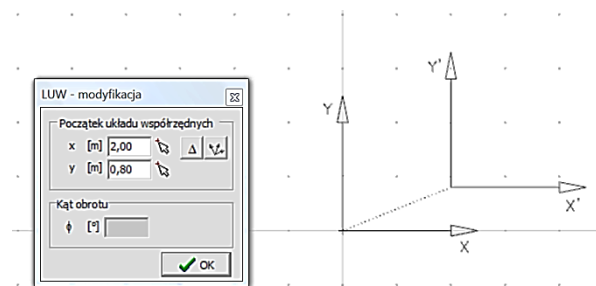 LUW - modyfikacja
Początek układu współrzędnych
x [m] 2,00
Δ
y [m] 0,80
Kąt obrotu
ϕ [°]
OK
Y'
Y
X'
X